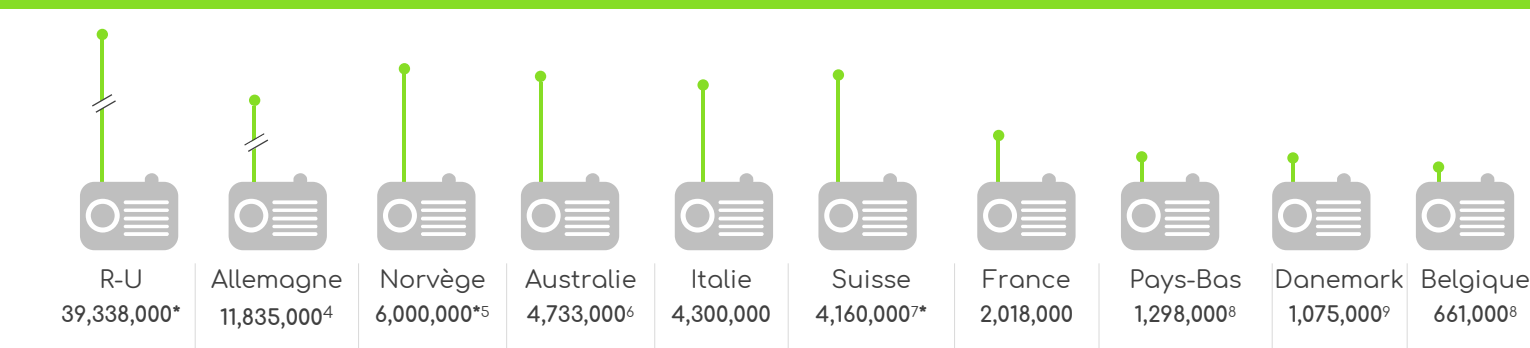 R-U Allemagne Norvège Australie Italie Suisse France Pays-Bas Danemark Belgique
39,338,000* 11,835,000⁴ 6,000,000*⁵ 4,733,000⁶ 4,300,000 4,160,000⁷* 2,018,000 1,298,000⁸ 1,075,000⁹ 661,000⁸